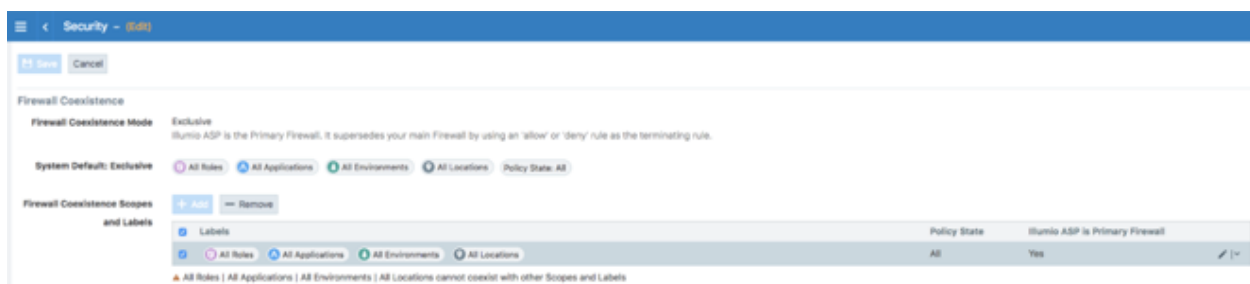 Security – (Edit)
Save Cancel
Firewall Coexistence
Firewall Coexistence Mode Exclusive
Illumio ASP is the Primary Firewall. It supersedes your main Firewall by using an 'allow' or 'deny' rule as the terminating rule.
System Default: Exclusive All Roles All Applications All Environments All Locations Policy State: All
Firewall Coexistence Scopes + Add — Remove
and Labels
Labels Policy State Illumio ASP is Primary Firewall
All Roles All Applications All Environments All Locations All Yes
All Roles | All Applications | All Environments | All Locations cannot coexist with other Scopes and Labels